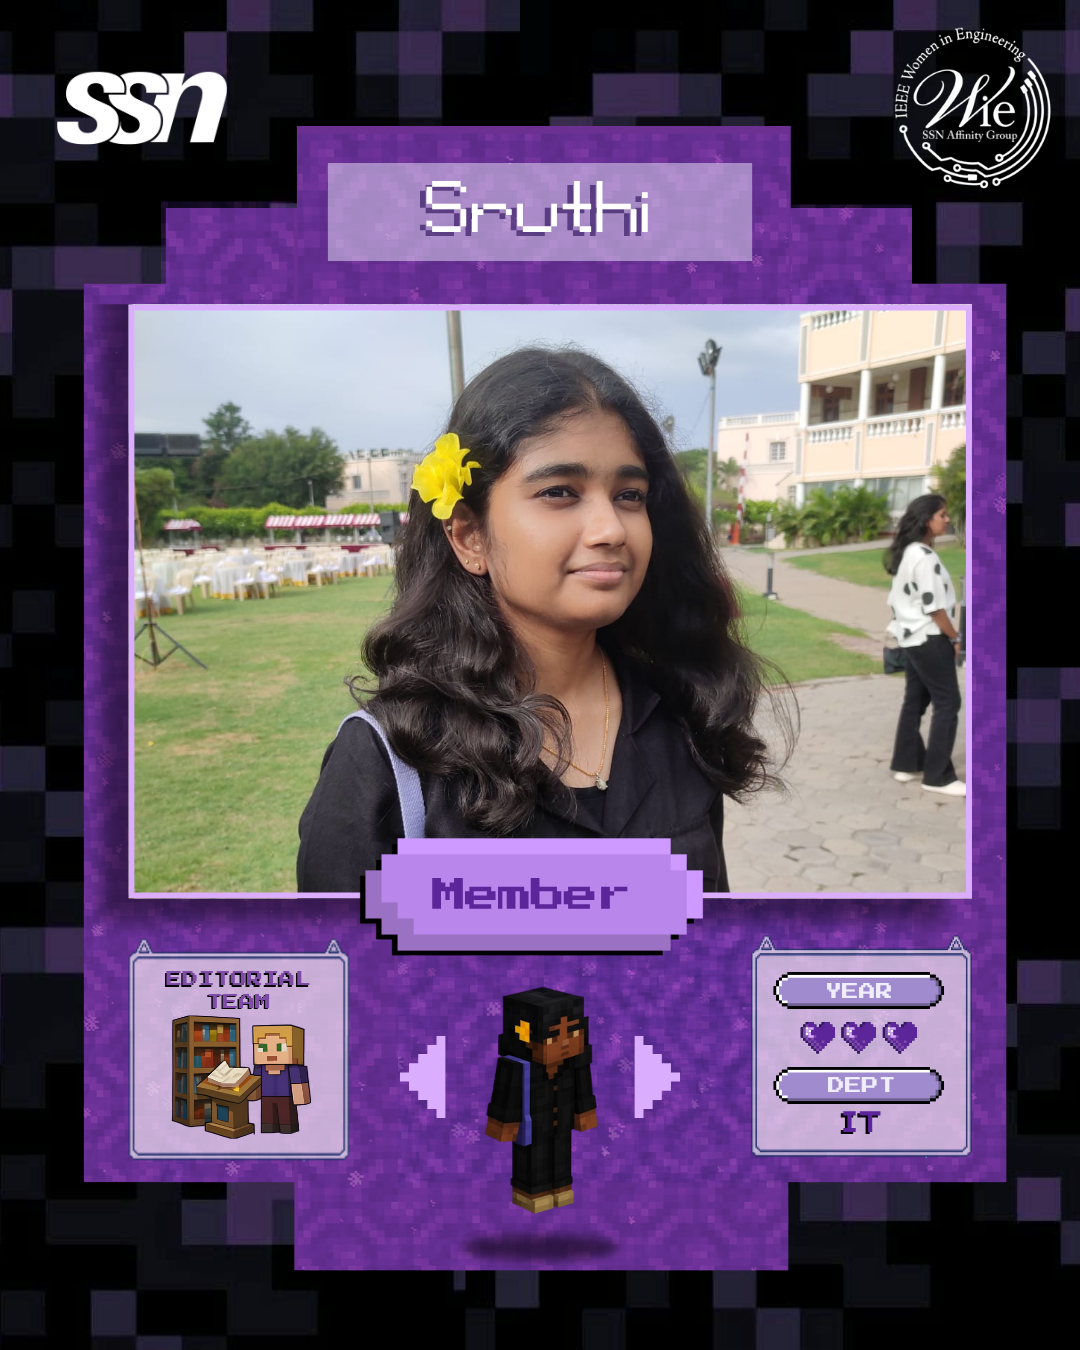 ssn
IEEE Women in Engineering
WiE
SSN Affinity Group
Sruthi
Member
EDITORIAL
TEAM
YEAR
DEPT
IT